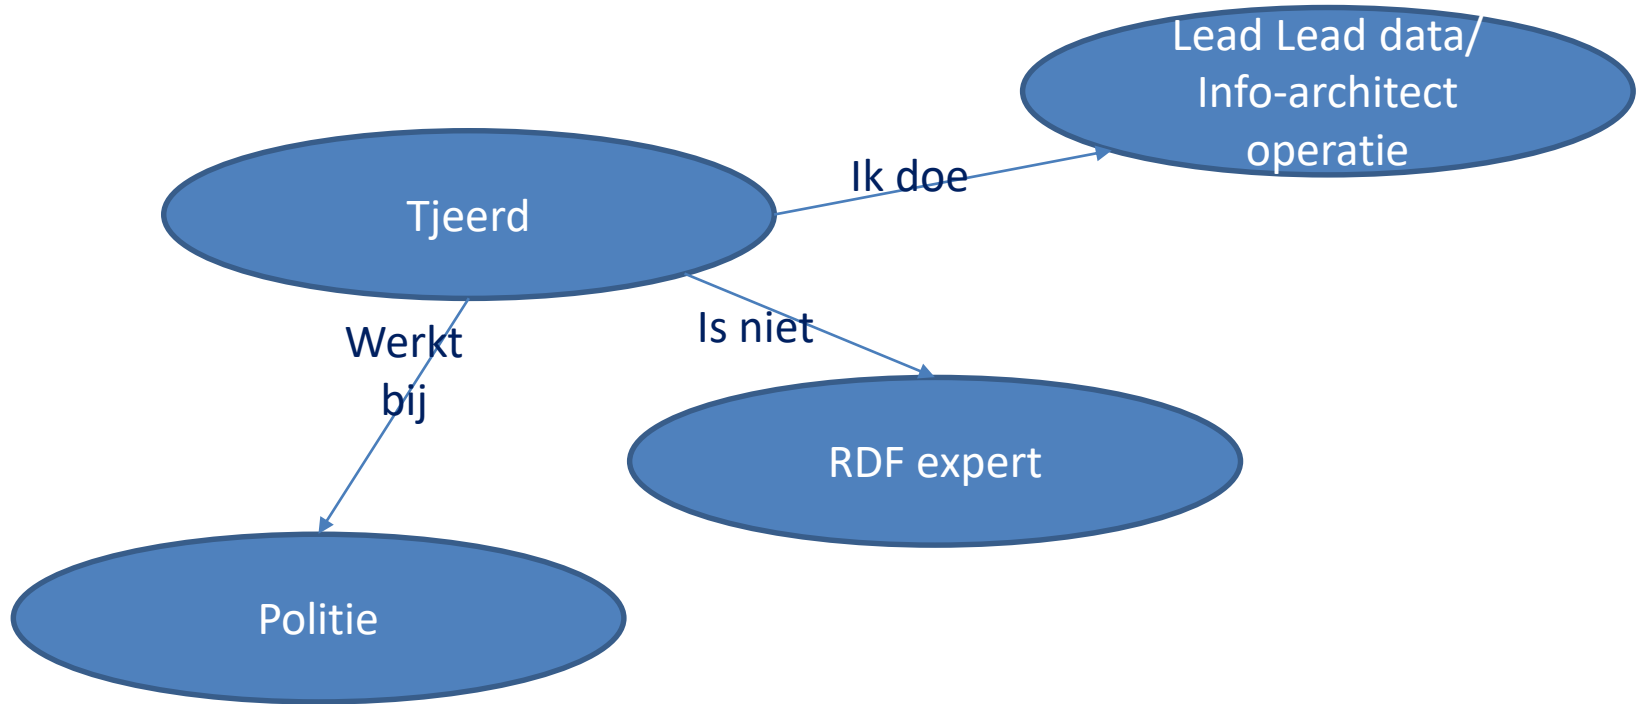 Lead Lead data/
Info-architect
operatie
Ik doe
Tjeerd
Is niet
Werkt
bij
RDF expert
Politie